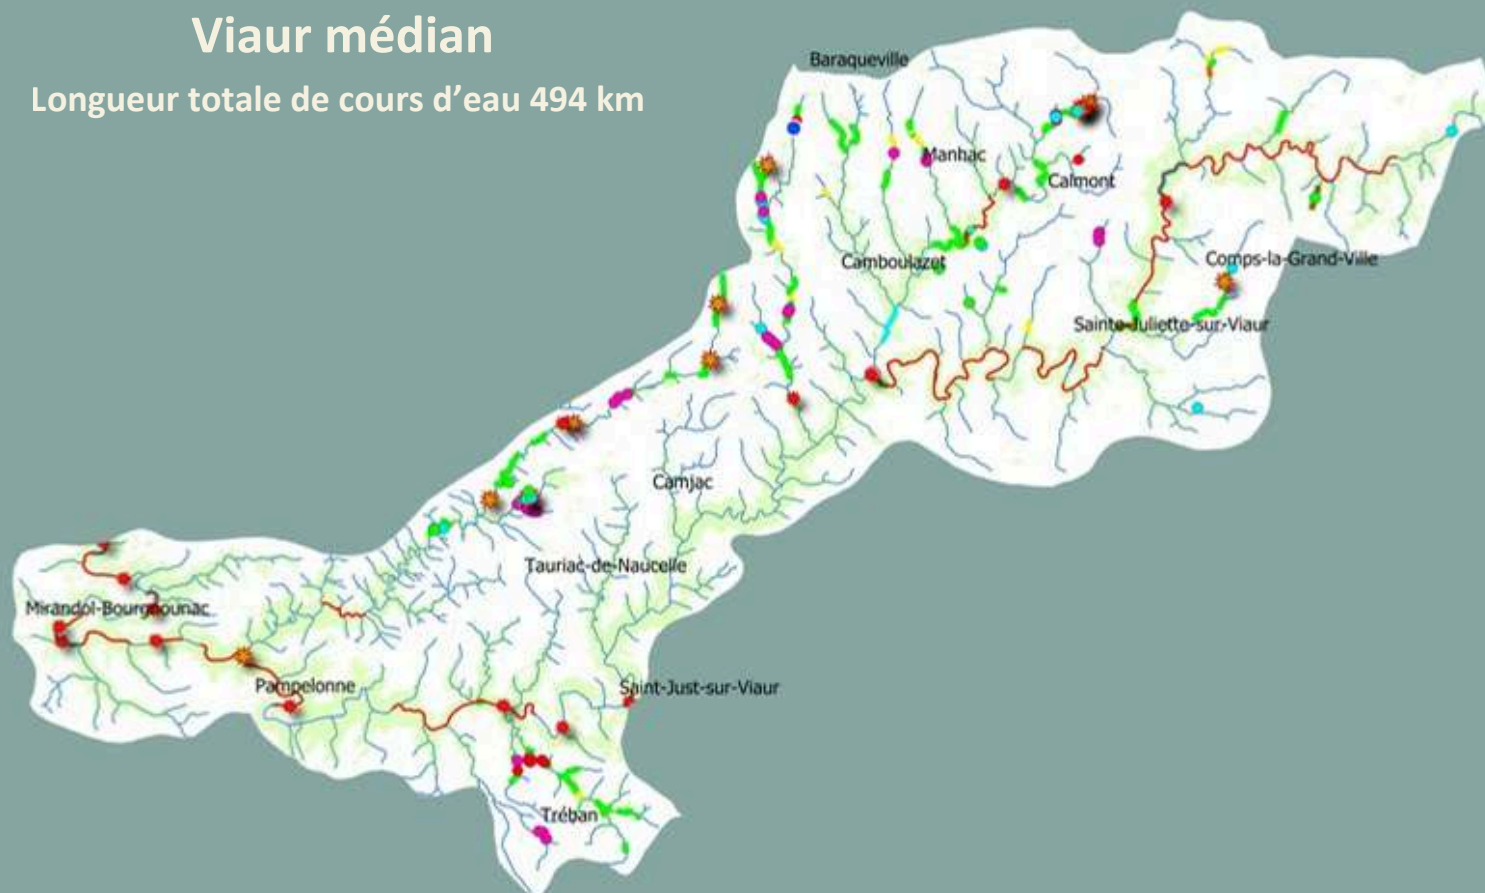 Viaur médian
Longueur totale de cours d'eau 494 km
Baraqueville
Manhac
Calmont
Camboulazet
Comps-la-Grand-Ville
Sainte-Juliette-sur-Viaur
Camjac
Tauriac-de-Naucelle
Mirandol-Bourgnounac
Pampelonne
Saint-Just-sur-Viaur
Tréban